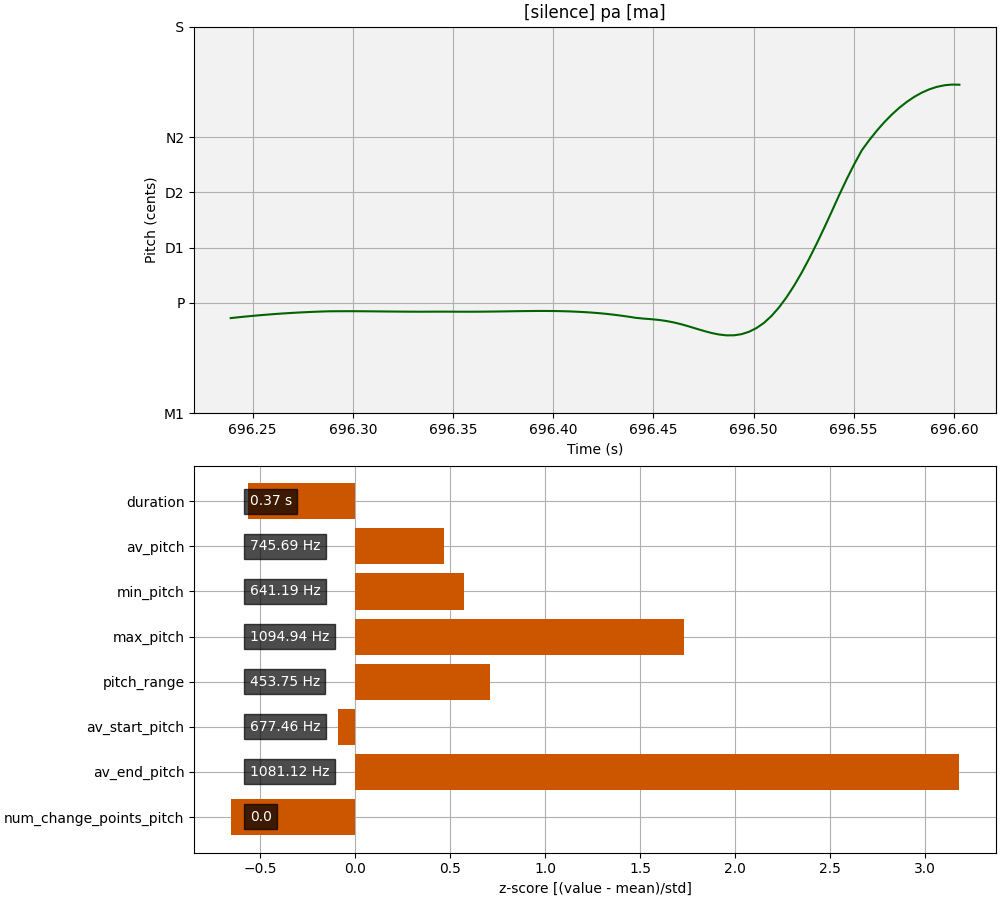 [silence] pa [ma]
S
N2
D2
D1
P
M1
Pitch (cents)
696.25 696.30 696.35 696.40 696.45 696.50 696.55 696.60
Time (s)
duration 0.37 s
av_pitch 745.69 Hz
min_pitch 641.19 Hz
max_pitch 1094.94 Hz
pitch_range 453.75 Hz
av_start_pitch 677.46 Hz
av_end_pitch 1081.12 Hz
num_change_points_pitch 0.0
−0.5 0.0 0.5 1.0 1.5 2.0 2.5 3.0
z-score [(value - mean)/std]